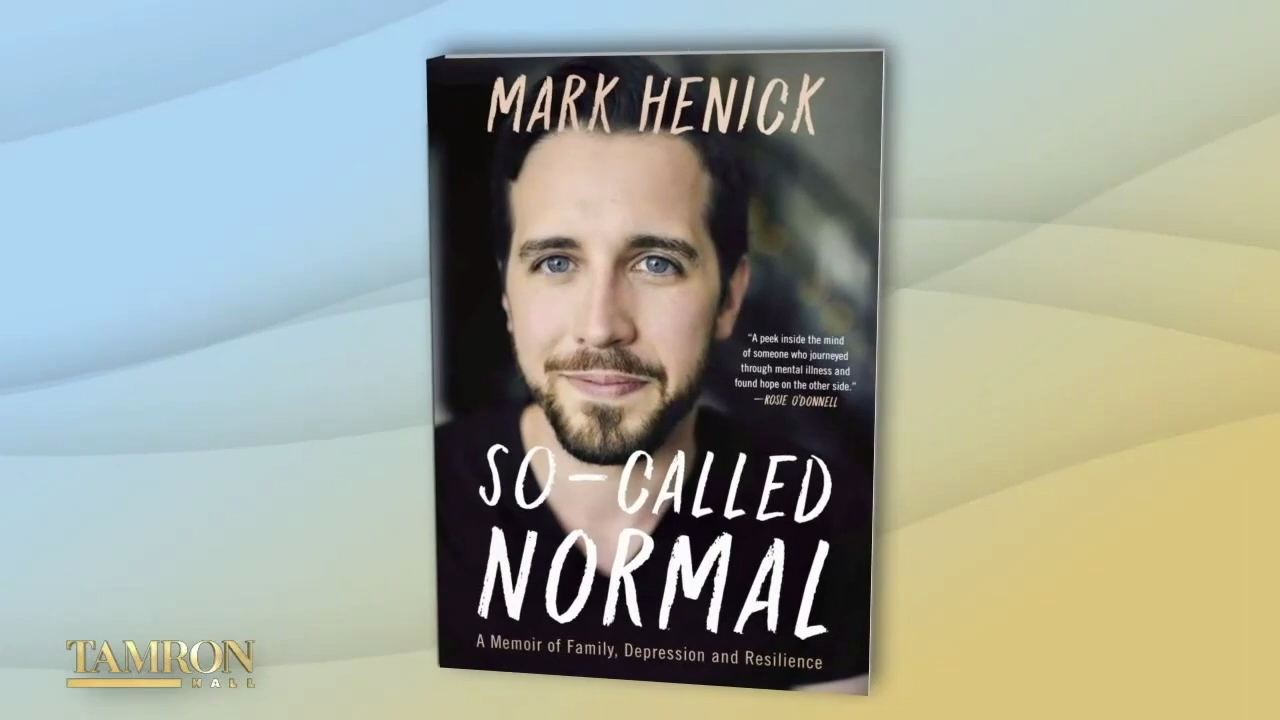 MARK HENICK
"A peek inside the mind
of someone who journeyed
through mental illness and
found hope on the other side."
—ROSIE O'DONNELL
SO-CALLED
NORMAL
A Memoir of Family, Depression and Resilience
TAMRON
HALL